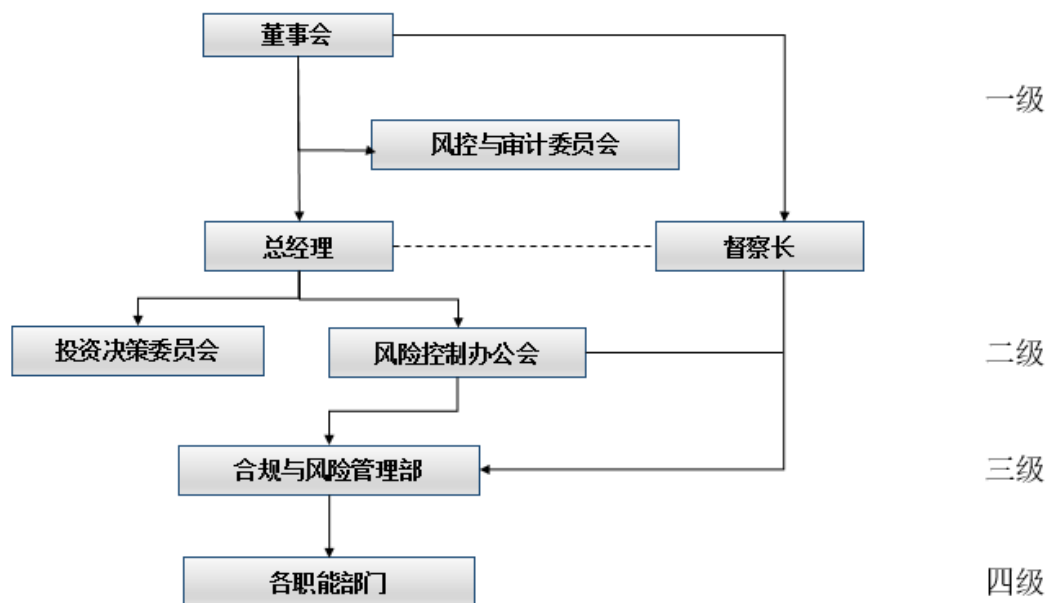 董事会
一级
风控与审计委员会
总经理
督察长
投资决策委员会
风险控制办公会
二级
合规与风险管理部
三级
各职能部门
四级